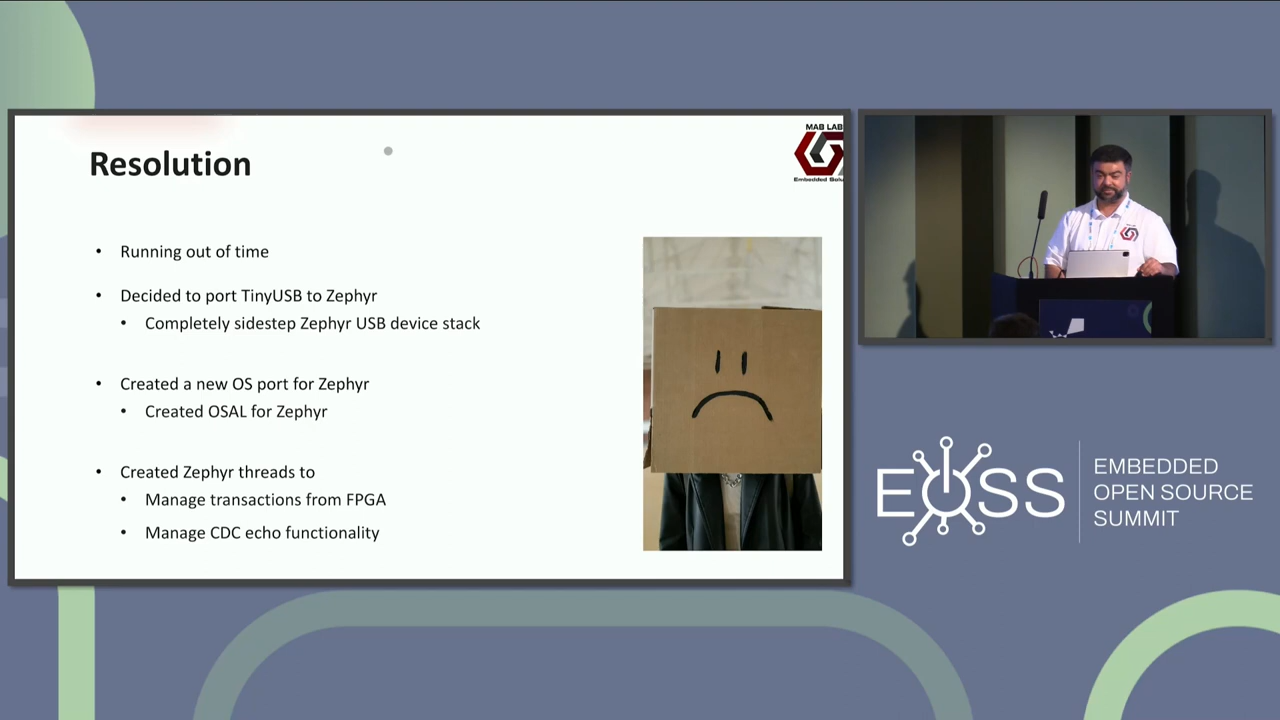 MAB LAB
Embedded Solu
Resolution
• Running out of time
• Decided to port TinyUSB to Zephyr
• Completely sidestep Zephyr USB device stack
• Created a new OS port for Zephyr
• Created OSAL for Zephyr
• Created Zephyr threads to
• Manage transactions from FPGA
• Manage CDC echo functionality
EOSS
EMBEDDED
OPEN SOURCE
SUMMIT